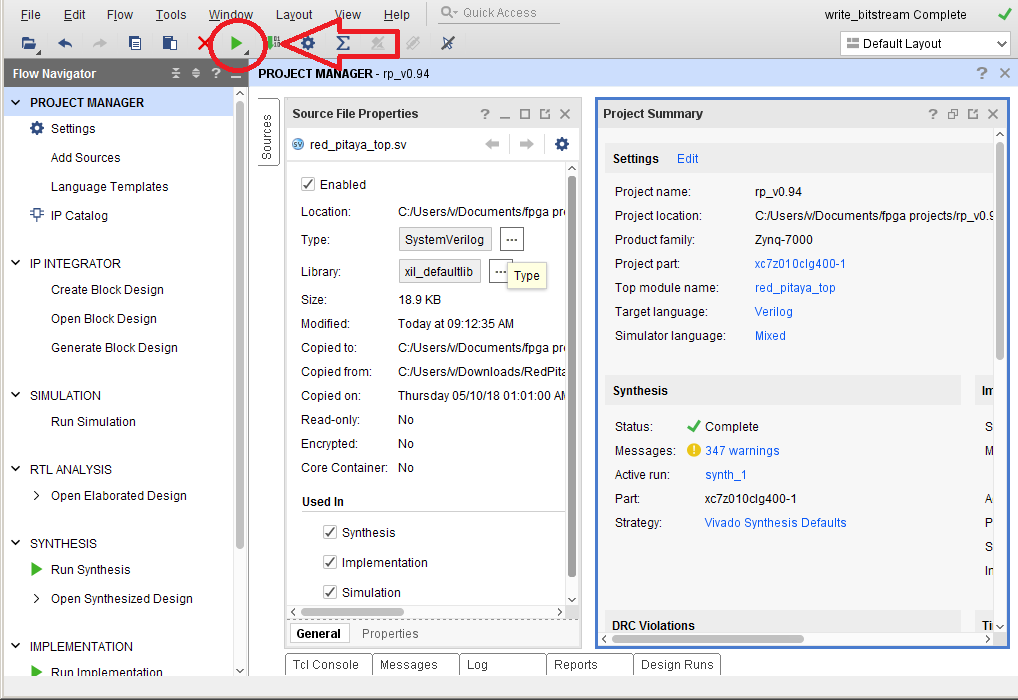 File Edit Flow Tools Window Layout View Help Quick Access write_bitstream Complete
Default Layout
Flow Navigator ?
PROJECT MANAGER - rp_v0.94 ?
PROJECT MANAGER
Settings
Add Sources
Language Templates
IP Catalog
IP INTEGRATOR
Create Block Design
Open Block Design
Generate Block Design
SIMULATION
Run Simulation
RTL ANALYSIS
Open Elaborated Design
SYNTHESIS
Run Synthesis
Open Synthesized Design
IMPLEMENTATION
Run Implementation
Sources
Source File Properties ?
red_pitaya_top.sv
Enabled
Location: C:/Users/v/Documents/fpga pr
Type: SystemVerilog ...
Library: xil_defaultlib ...
Type
Size: 18.9 KB
Modified: Today at 09:12:35 AM
Copied to: C:/Users/v/Documents/fpga pr
Copied from: C:/Users/v/Downloads/RedPita
Copied on: Thursday 05/10/18 01:01:00 AM
Read-only: No
Encrypted: No
Core Container: No
Used In
Synthesis
Implementation
Simulation
General Properties
Project Summary ?
Settings Edit
Project name: rp_v0.94
Project location: C:/Users/v/Documents/fpga projects/rp_v0.9
Product family: Zynq-7000
Project part: xc7z010clg400-1
Top module name: red_pitaya_top
Target language: Verilog
Simulator language: Mixed
Synthesis
Status: Complete
Messages: 347 warnings
Active run: synth_1
Part: xc7z010clg400-1
Strategy: Vivado Synthesis Defaults
DRC Violations
Tcl Console Messages Log Reports Design Runs